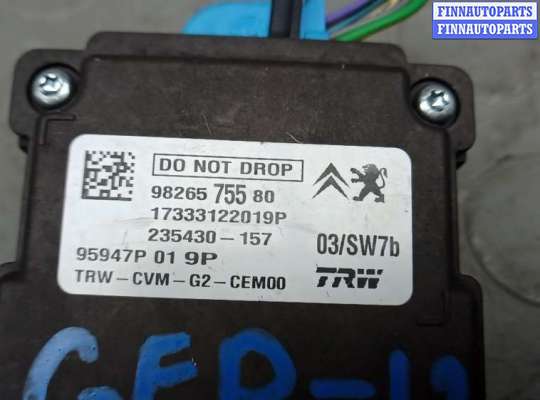 FINNAUTOPARTS
FINNAUTOPARTS
DO NOT DROP
98265 755 80
17333122019P
235430-157
03/SW7b
95947P 01 9P
TRW-CVM-G2-CEM00
TRW